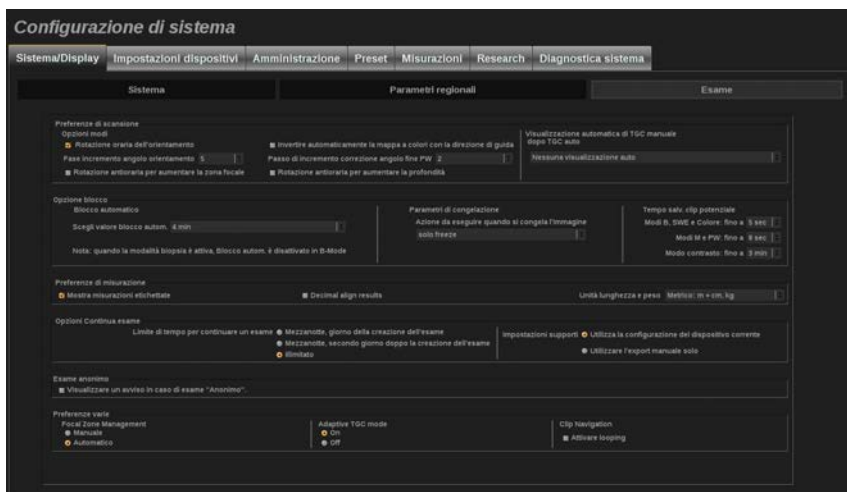 Configurazione di sistema
Sistema/Display Impostazioni dispositivi Amministrazione Preset Misurazioni Research Diagnostica sistema
Sistema Parametri regionali Esame
Preferenze di scansione
Opzioni modi
Rotazione oraria dell'orientamento
Invertire automaticamente la mappa a colori con la direzione di guida
Visualizzazione automatica di TGC manuale
dopo TGC auto
Fase incremento angolo orientamento 5
Passo di incremento correzione angolo fine PW 2
Nessuna visualizzazione auto
Rotazione antioraria per aumentare la zona focale
Rotazione antioraria per aumentare la profondità
Opzione blocco
Blocco automatico
Scegli valore blocco autom. 4 min
Nota: quando la modalità biopsia è attiva, Blocco autom. è disattivato in B-Mode
Parametri di congelazione
Azione da eseguire quando si congela l'immagine
solo freeze
Tempo salv. clip potenziale
Modi B, SWE e Colore: fino a 5 sec
Modi M e PW: fino a 8 sec
Modo contrasto: fino a 3 min
Preferenze di misurazione
Mostra misurazioni etichettate
Decimal align results
Unità lunghezza e peso Metrico: m + cm, kg
Opzioni Continua esame
Limite di tempo per continuare un esame
Mezzanotte, giorno della creazione dell'esame
Mezzanotte, secondo giorno doppo la creazione dell'esame
Illimitato
Impostazioni supporti
Utilizza la configurazione del dispositivo corrente
Utilizzare l'export manuale solo
Esame anonimo
Visualizzare un avviso in caso di esame "Anonimo".
Preferenze varie
Focal Zone Management
Manuale
Automatico
Adaptive TGC mode
On
Off
Clip Navigation
Attivare looping